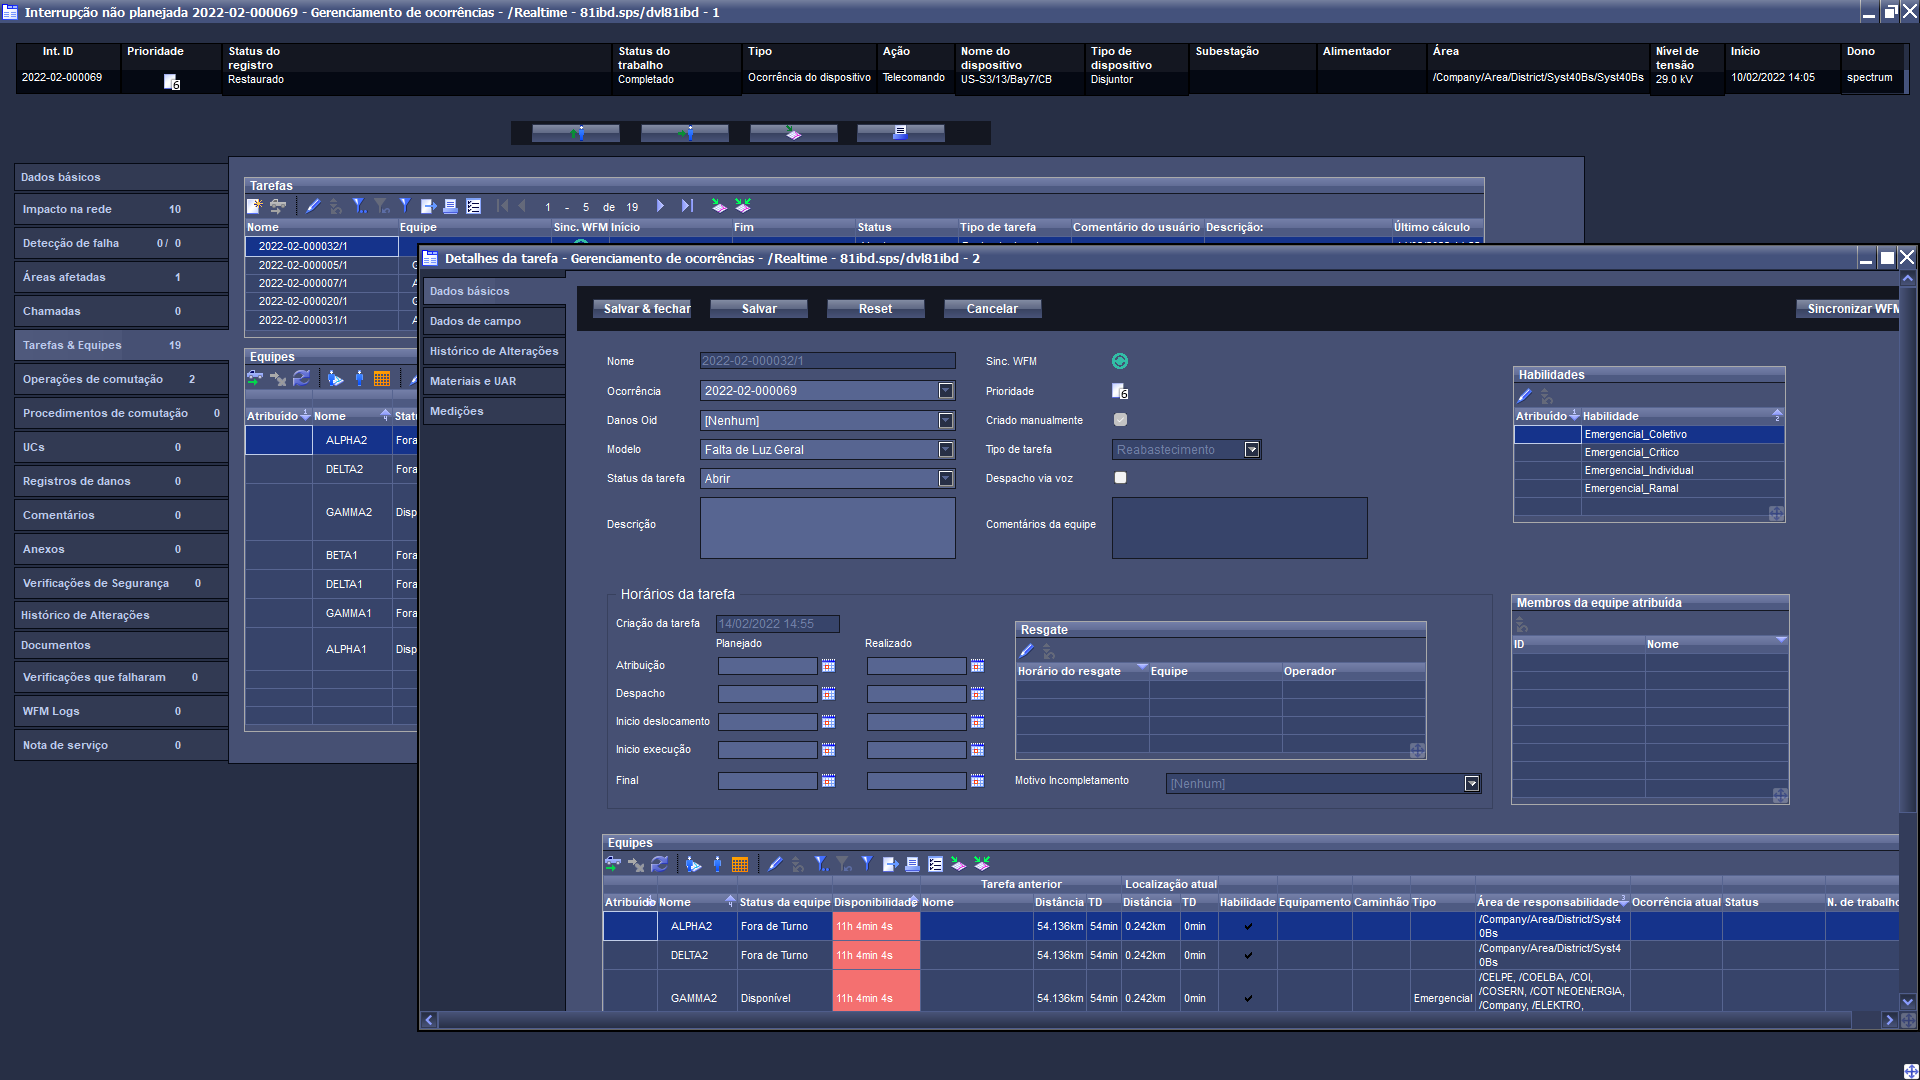 Interrupção não planejada 2022-02-000069 - Gerenciamento de ocorrências - /Realtime - 81ibd.sps/dvl81ibd - 1
Int. ID Prioridade Status do registro Status do trabalho Tipo Ação Nome do dispositivo Tipo de dispositivo Subestação Alimentador Área Nível de tensão Início Dono
2022-02-000069 6 Restaurado Completado Ocorrência do dispositivo Telecomando US-S3/13/Bay7/CB Disjuntor /Company/Area/District/Syst40Bs/Syst40Bs 29.0 kV 10/02/2022 14:05 spectrum
Dados básicos
Impacto na rede 10
Detecção de falha 0 / 0
Áreas afetadas 1
Chamadas 0
Tarefas & Equipes 19
Operações de comutação 2
Procedimentos de comutação 0
UCs 0
Registros de danos 0
Comentários 0
Anexos 0
Verificações de Segurança 0
Histórico de Alterações
Documentos
Verificações que falharam 0
WFM Logs 0
Nota de serviço 0
Tarefas
1 - 5 de 19
Nome Equipe Sinc. WFM Início Fim Status Tipo de tarefa Comentário do usuário Descrição: Último cálculo
2022-02-000032/1
2022-02-000005/1
2022-02-000007/1 A
2022-02-000020/1
2022-02-000031/1 A
Equipes
Atribuído Nome Stat
ALPHA2 Fora
DELTA2 Fora
GAMMA2 Disp
BETA1 Fora
DELTA1 Fora
GAMMA1 Fora
ALPHA1 Disp
Detalhes da tarefa - Gerenciamento de ocorrências - /Realtime - 81ibd.sps/dvl81ibd - 2
Dados básicos
Dados de campo
Histórico de Alterações
Materiais e UAR
Medições
Salvar & fechar Salvar Reset Cancelar Sincronizar WFM
Nome 2022-02-000032/1 Sinc. WFM
Ocorrência 2022-02-000069 Prioridade 6
Danos Oid [Nenhum] Criado manualmente
Modelo Falta de Luz Geral Tipo de tarefa Reabastecimento
Status da tarefa Abrir Despacho via voz
Descrição Comentários da equipe
Habilidades
Atribuído Habilidade
Emergencial_Coletivo
Emergencial_Critico
Emergencial_Individual
Emergencial_Ramal
Horários da tarefa
Criação da tarefa 14/02/2022 14:55
Planejado Realizado
Atribuição
Despacho
Inicio deslocamento
Inicio execução
Final
Resgate
Horário do resgate Equipe Operador
Motivo Incompletamento [Nenhum]
Membros da equipe atribuída
ID Nome
Equipes
Tarefa anterior Localização atual
Atribuído Nome Status da equipe Disponibilidade Nome Distância TD Distância TD Habilidade Equipamento Caminhão Tipo Área de responsabilidade Ocorrência atual Status N. de trabalho
ALPHA2 Fora de Turno 11h 4min 4s 54.136km 54min 0.242km 0min /Company/Area/District/Syst4
0Bs
DELTA2 Fora de Turno 11h 4min 4s 54.136km 54min 0.242km 0min /Company/Area/District/Syst4
0Bs
GAMMA2 Disponível 11h 4min 4s 54.136km 54min 0.242km 0min Emergencial /CELPE, /COELBA, /COI,
/COSERN, /COT NEOENERGIA,
/Company, /ELEKTRO,